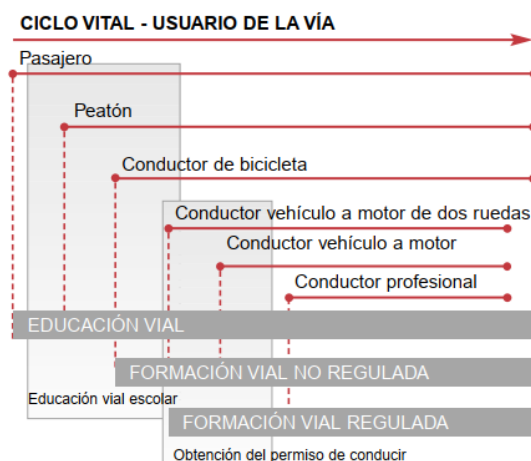 CICLO VITAL - USUARIO DE LA VÍA
Pasajero
Peatón
Conductor de bicicleta
Conductor vehículo a motor de dos ruedas
Conductor vehículo a motor
Conductor profesional
EDUCACIÓN VIAL
FORMACIÓN VIAL NO REGULADA
Educación vial escolar
FORMACIÓN VIAL REGULADA
Obtención del permiso de conducir